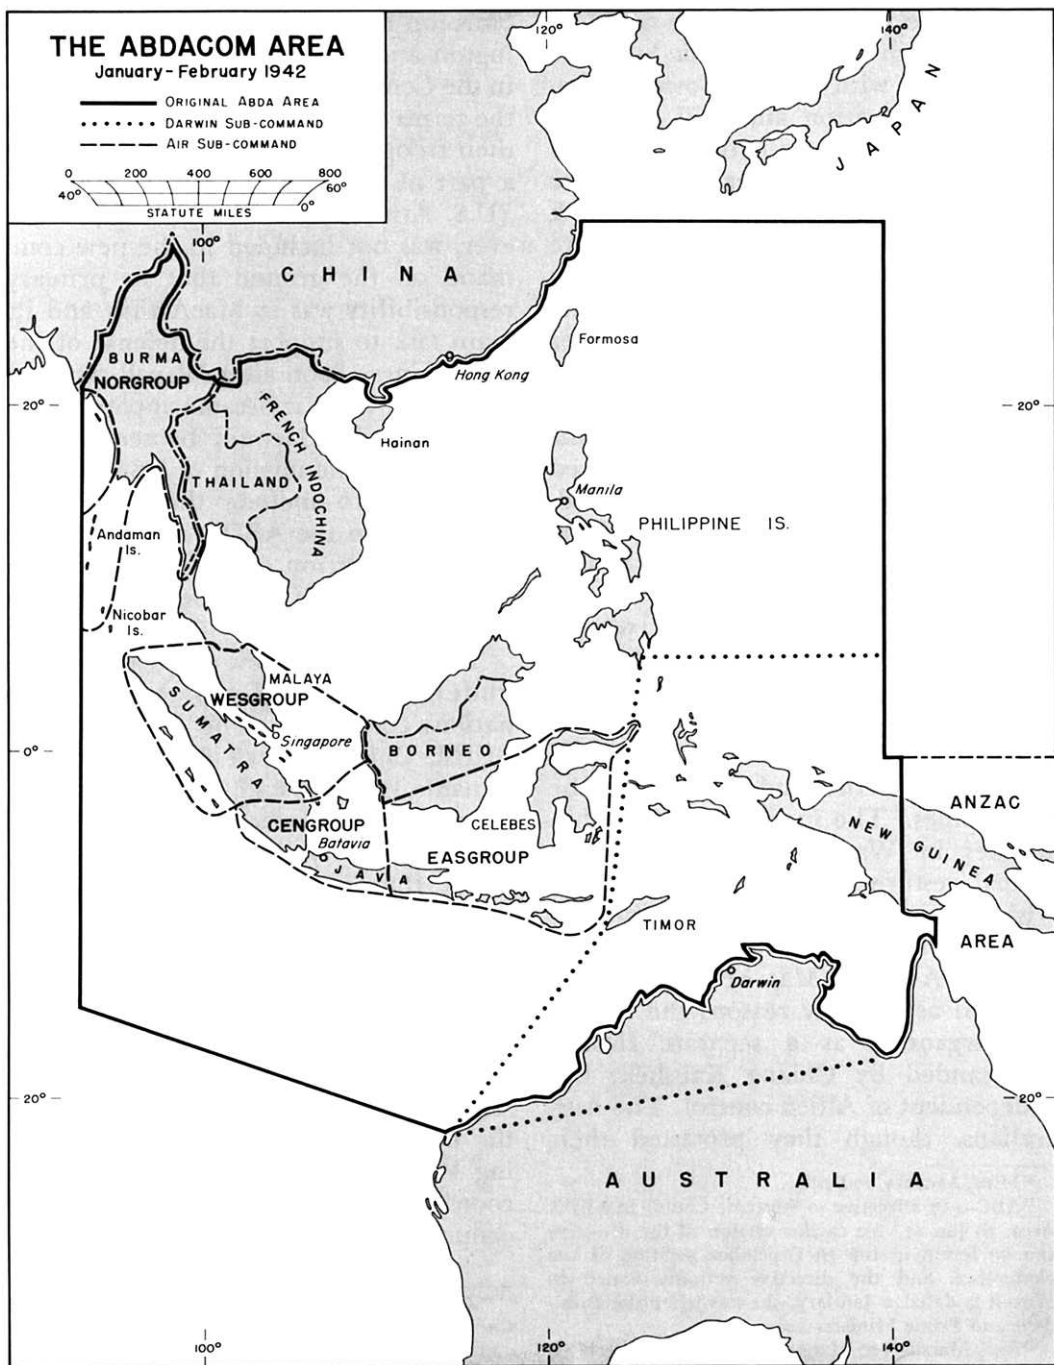 THE ABDACOM AREA
January-February 1942
ORIGINAL ABDA AREA
DARWIN SUB-COMMAND
AIR SUB-COMMAND
0 200 400 600 800
40° 60°
0°
STATUTE MILES
120° 140°
JAPAN
100°
CHINA
Formosa
BURMA
NORGROUP
Hong Kong
20° 20°
Hainan
FRENCH INDOCHINA
THAILAND
Manila
PHILIPPINE IS.
Andaman
Is.
Nicobar
Is.
MALAYA
WESGROUP
SUMATRA
Singapore
0°
BORNEO
ANZAC
CENGROUP
CELEBES
NEW GUINEA
Batavia
EASGROUP
JAVA
TIMOR
AREA
Darwin
20° 20°
AUSTRALIA
100° 120° 140°